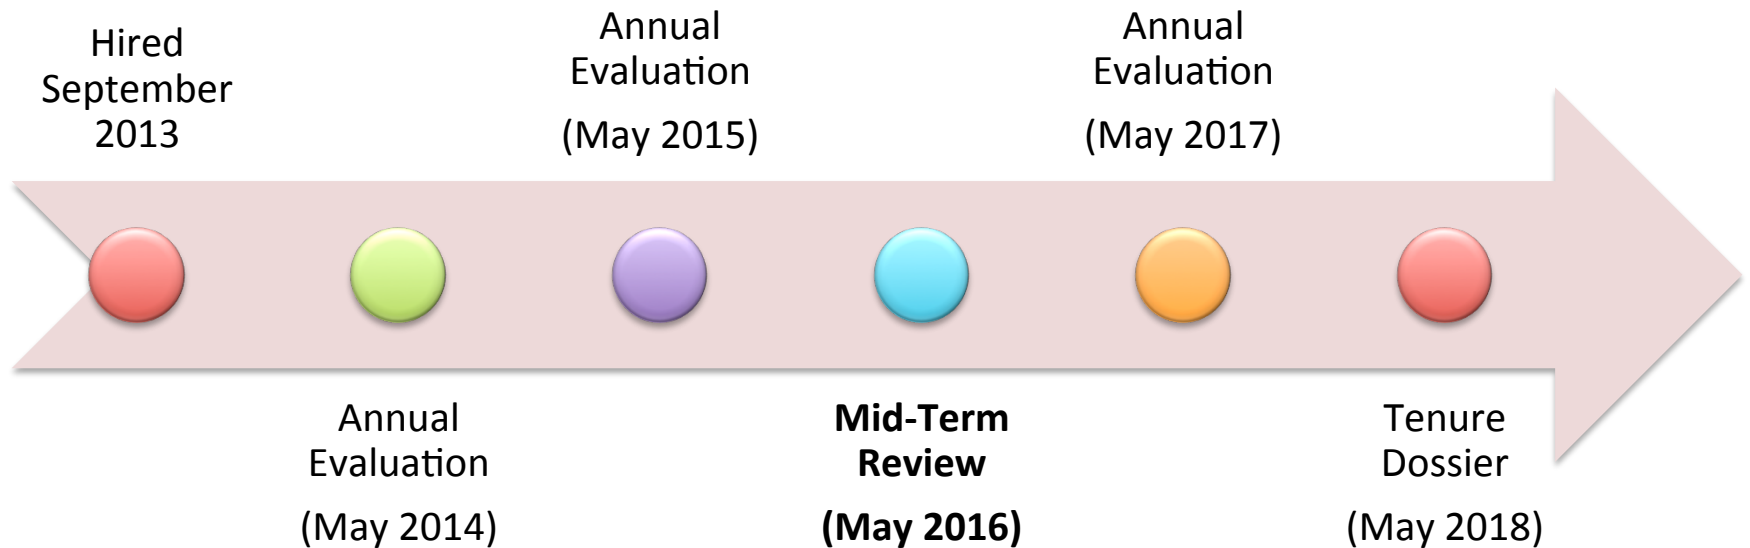 Hired
September
2013
Annual
Evaluation
(May 2014)
Annual
Evaluation
(May 2015)
Mid-Term
Review
(May 2016)
Annual
Evaluation
(May 2017)
Tenure
Dossier
(May 2018)